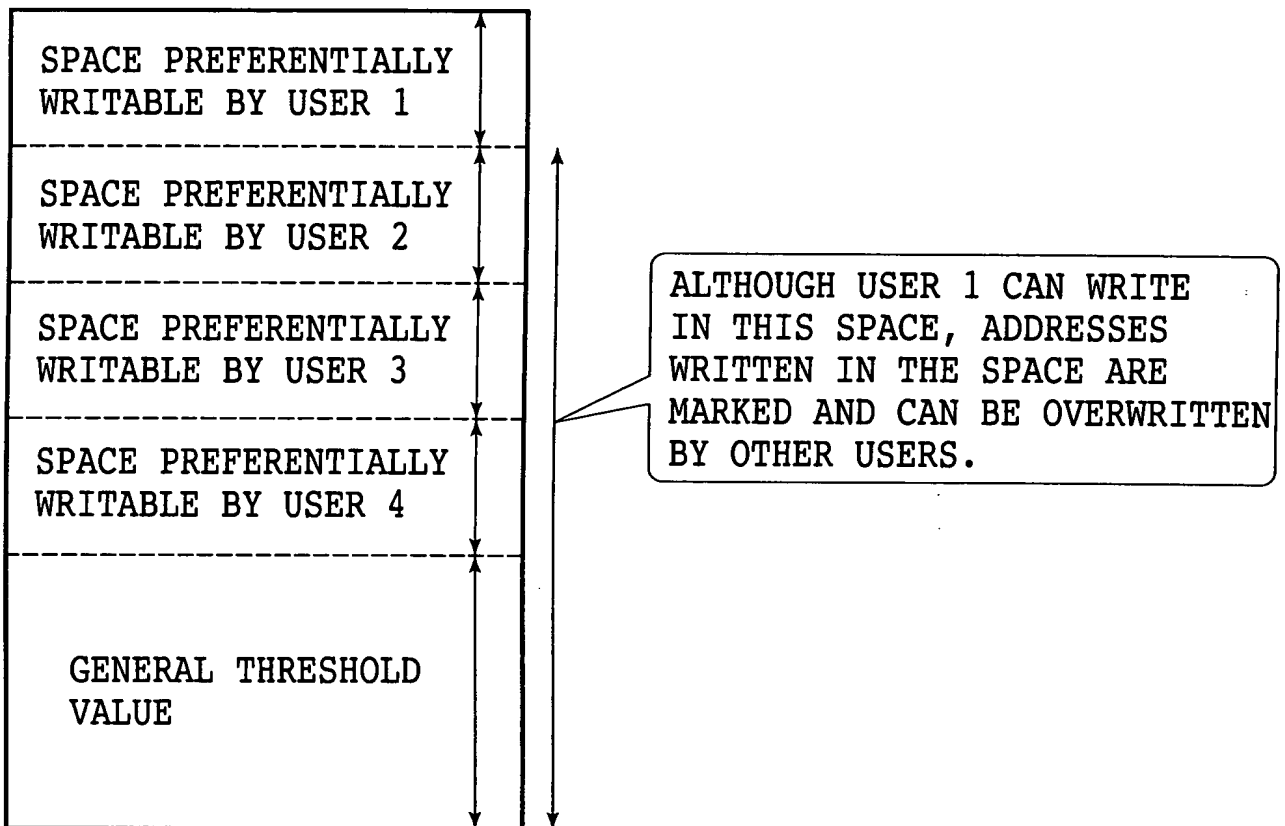 SPACE PREFERENTIALLY
WRITABLE BY USER 1
SPACE PREFERENTIALLY
WRITABLE BY USER 2
SPACE PREFERENTIALLY
WRITABLE BY USER 3
SPACE PREFERENTIALLY
WRITABLE BY USER 4
GENERAL THRESHOLD
VALUE
ALTHOUGH USER 1 CAN WRITE
IN THIS SPACE, ADDRESSES
WRITTEN IN THE SPACE ARE
MARKED AND CAN BE OVERWRITTEN
BY OTHER USERS.